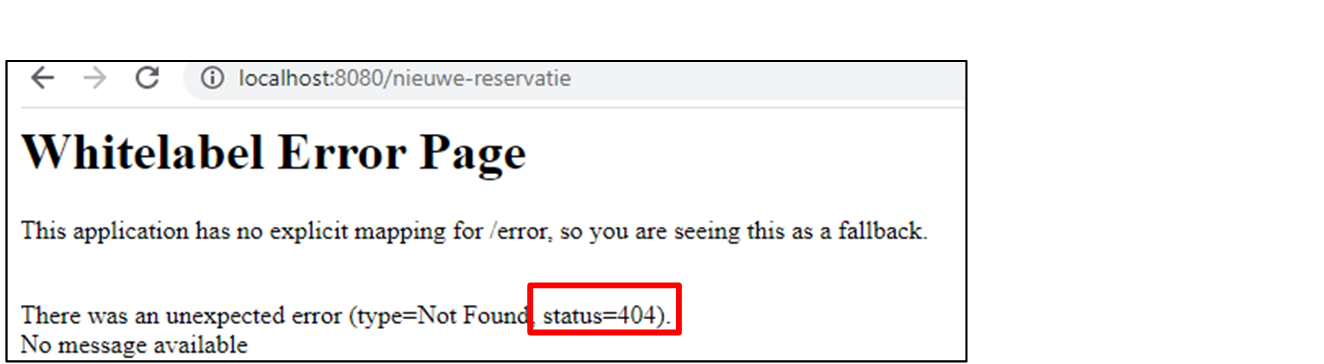 localhost:8080/nieuwe-reservatie
Whitelabel Error Page
This application has no explicit mapping for /error, so you are seeing this as a fallback.
There was an unexpected error (type=Not Found, status=404).
No message available